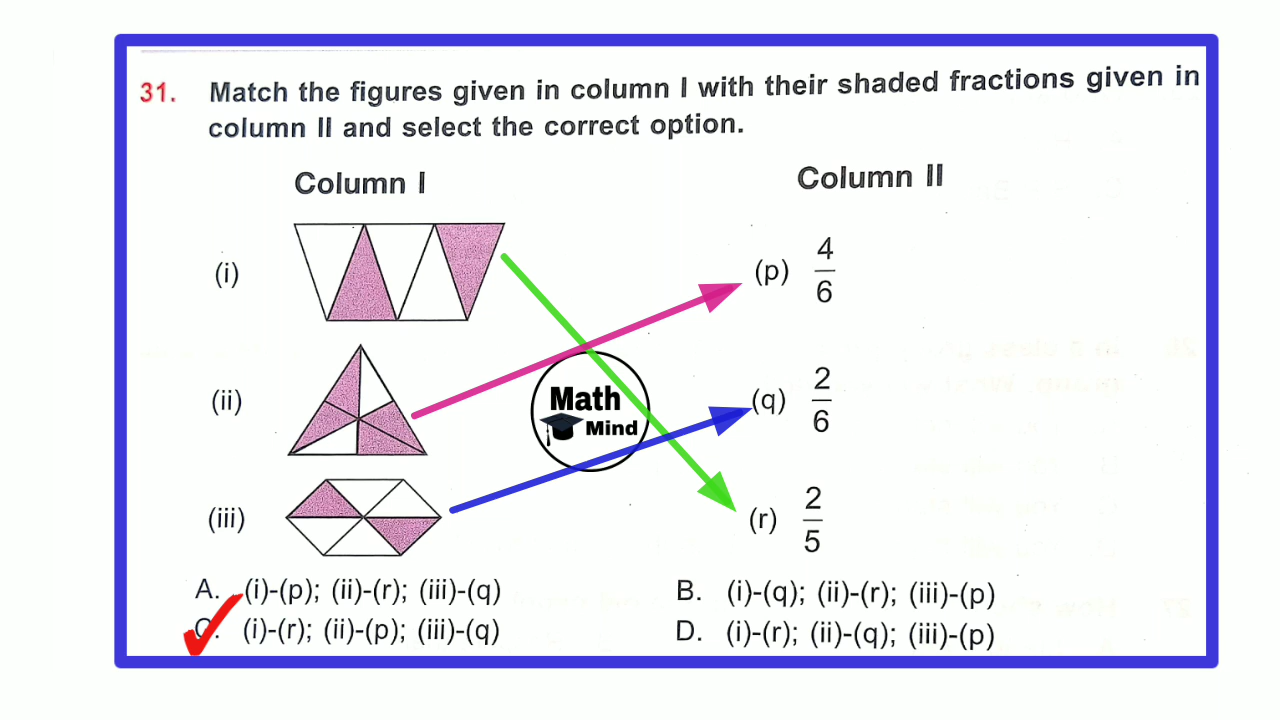 31. Match the figures given in column I with their shaded fractions given in
column II and select the correct option.
Column I Column II
(i) (p) 4/6
(ii) (q) 2/6
(iii) (r) 2/5
Math
Mind
A. (i)-(p); (ii)-(r); (iii)-(q) B. (i)-(q); (ii)-(r); (iii)-(p)
C. (i)-(r); (ii)-(p); (iii)-(q) D. (i)-(r); (ii)-(q); (iii)-(p)